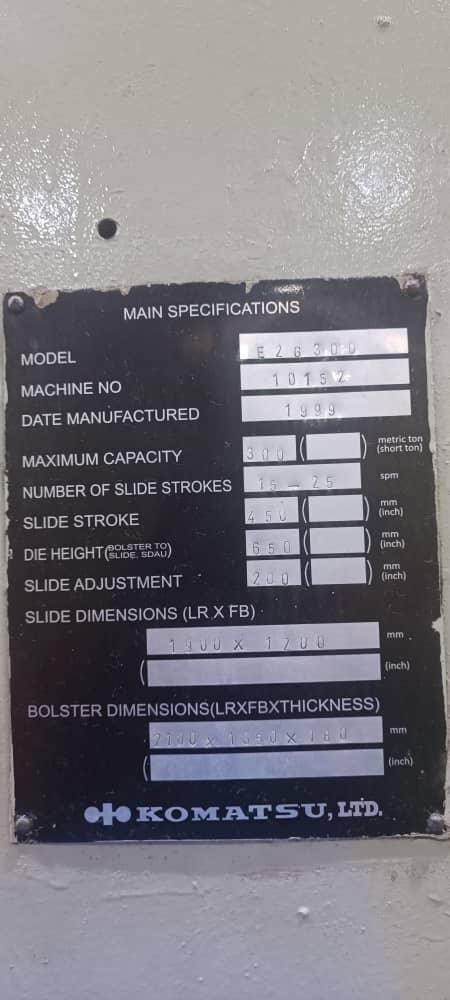 MAIN SPECIFICATIONS
MODEL E2G300
MACHINE NO 10152
DATE MANUFACTURED 1999
MAXIMUM CAPACITY 300 ( ) metric ton (short ton)
NUMBER OF SLIDE STROKES 15-25 spm
SLIDE STROKE 450 ( ) mm (inch)
DIE HEIGHT(BOLSTER TO SLIDE, SDAU) 650 ( ) mm (inch)
SLIDE ADJUSTMENT 200 ( ) mm (inch)
SLIDE DIMENSIONS (LR X FB)
1900 X 1200 mm
( (inch)
BOLSTER DIMENSIONS(LRXFBXTHICKNESS)
X 180 mm
( (inch)
KOMATSU, LTD.